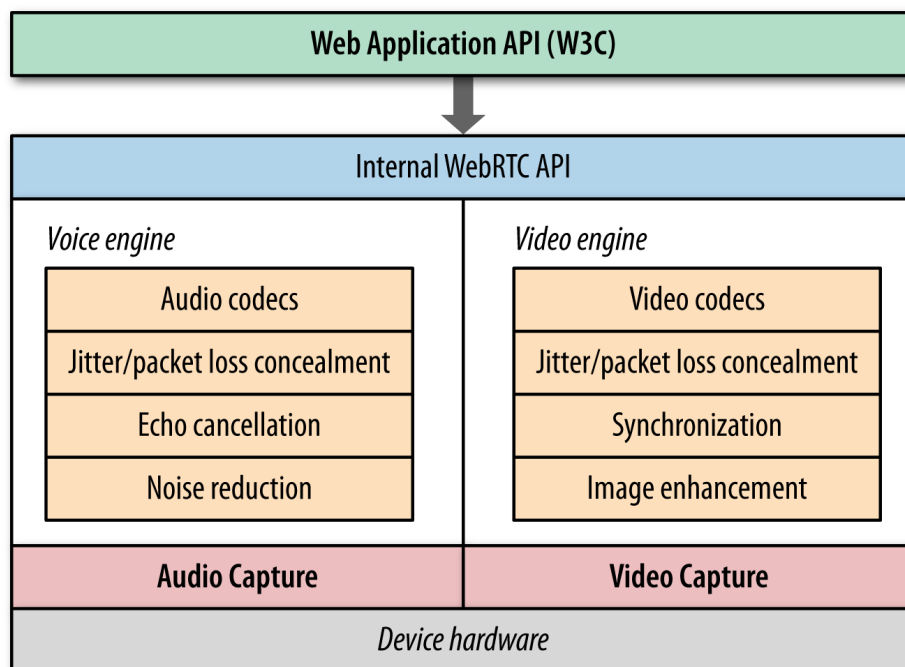 Web Application API (W3C)
Internal WebRTC API
Voice engine
Audio codecs
Jitter/packet loss concealment
Echo cancellation
Noise reduction
Video engine
Video codecs
Jitter/packet loss concealment
Synchronization
Image enhancement
Audio Capture
Video Capture
Device hardware